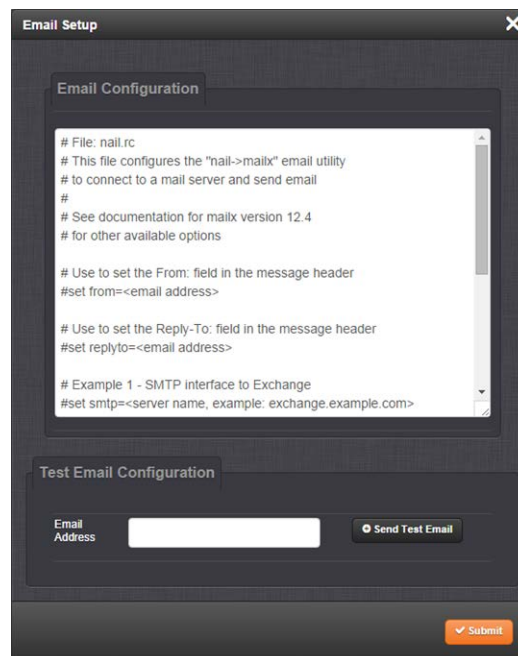 Email Setup
Email Configuration
# File: nail.rc
# This file configures the "nail->mailx" email utility
# to connect to a mail server and send email
#
# See documentation for mailx version 12.4
# for other available options
# Use to set the From: field in the message header
#set from=<email address>
# Use to set the Reply-To: field in the message header
#set replyto=<email address>
# Example 1 - SMTP interface to Exchange
#set smtp=<server name, example: exchange.example.com>
Test Email Configuration
Email
Address
Send Test Email
Submit